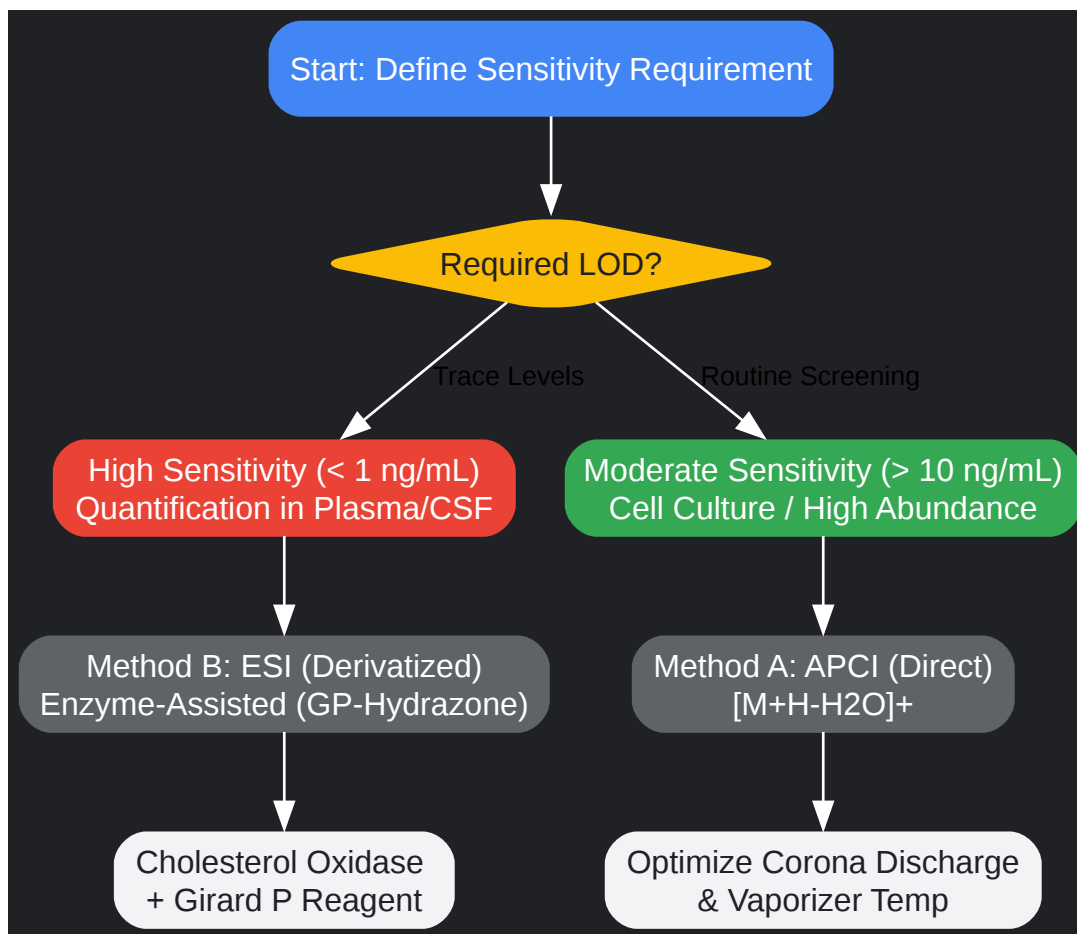 Start: Define Sensitivity Requirement
Required LOD?
Trace Levels
Routine Screening
High Sensitivity (< 1 ng/mL)
Quantification in Plasma/CSF
Moderate Sensitivity (> 10 ng/mL)
Cell Culture / High Abundance
Method B: ESI (Derivatized)
Enzyme-Assisted (GP-Hydrazone)
Method A: APCI (Direct)
[M+H-H2O]+
Cholesterol Oxidase
+ Girard P Reagent
Optimize Corona Discharge
& Vaporizer Temp